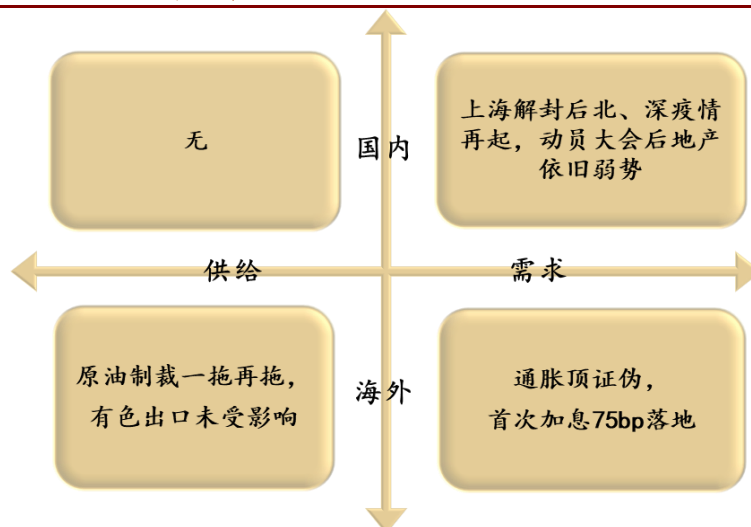 无
上海解封后北、深疫情
再起，动员大会后地产
依旧弱势
国内
供给
需求
原油制裁一拖再拖，
有色出口未受影响
海外
通胀顶证伪，
首次加息75bp落地